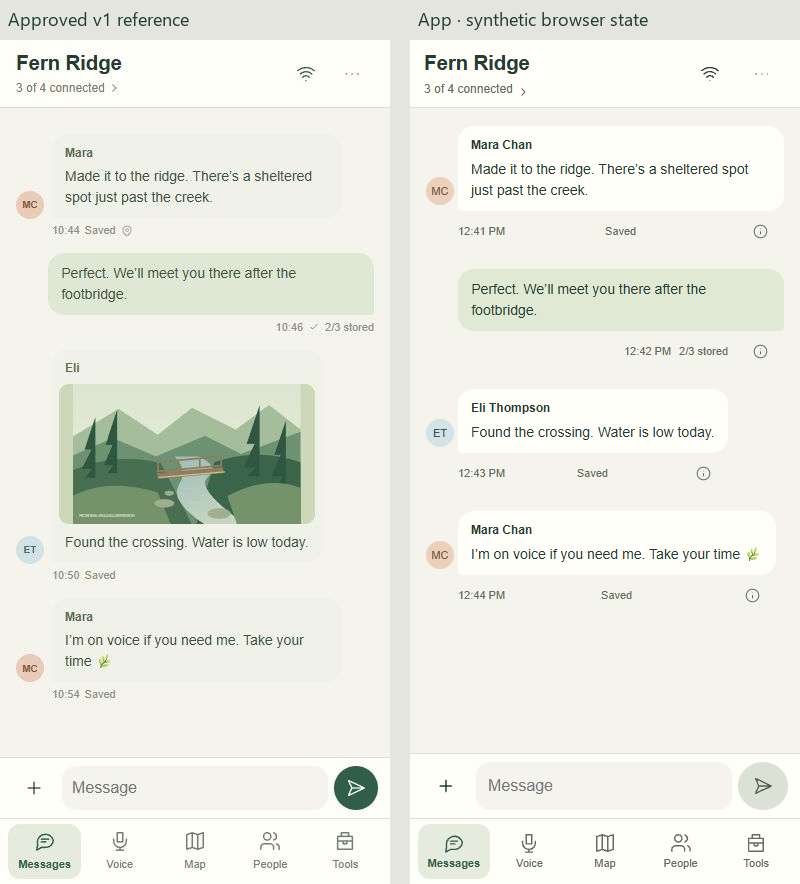 Approved v1 reference
Fern Ridge
3 of 4 connected
Mara
Made it to the ridge. There's a sheltered
spot just past the creek.
MC
10:44 Saved
Perfect. We'll meet you there after the
footbridge.
10:46 2/3 stored
Eli
Found the crossing. Water is low today.
ET
10:50 Saved
Mara
I'm on voice if you need me. Take your
time 🌿
MC
10:54 Saved
Message
Messages
Voice
Map
People
Tools
App · synthetic browser state
Fern Ridge
3 of 4 connected
Mara Chan
Made it to the ridge. There's a sheltered spot
just past the creek.
MC
12:41 PM Saved
Perfect. We'll meet you there after the
footbridge.
12:42 PM 2/3 stored
Eli Thompson
Found the crossing. Water is low today.
ET
12:43 PM Saved
Mara Chan
I'm on voice if you need me. Take your time 🌿
MC
12:44 PM Saved
Message
Messages
Voice
Map
People
Tools